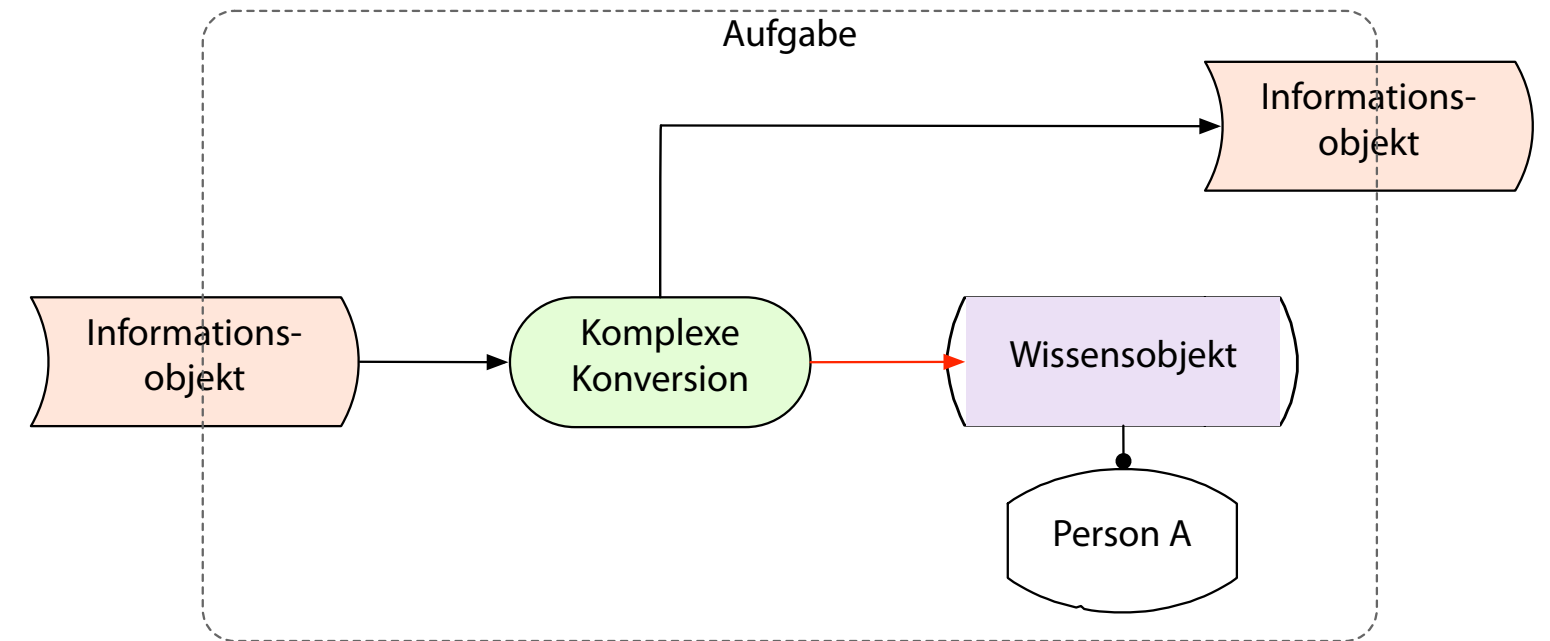 Aufgabe
Informations-
objekt
Informations-
objekt
Komplexe
Konversion
Wissensobjekt
Person A